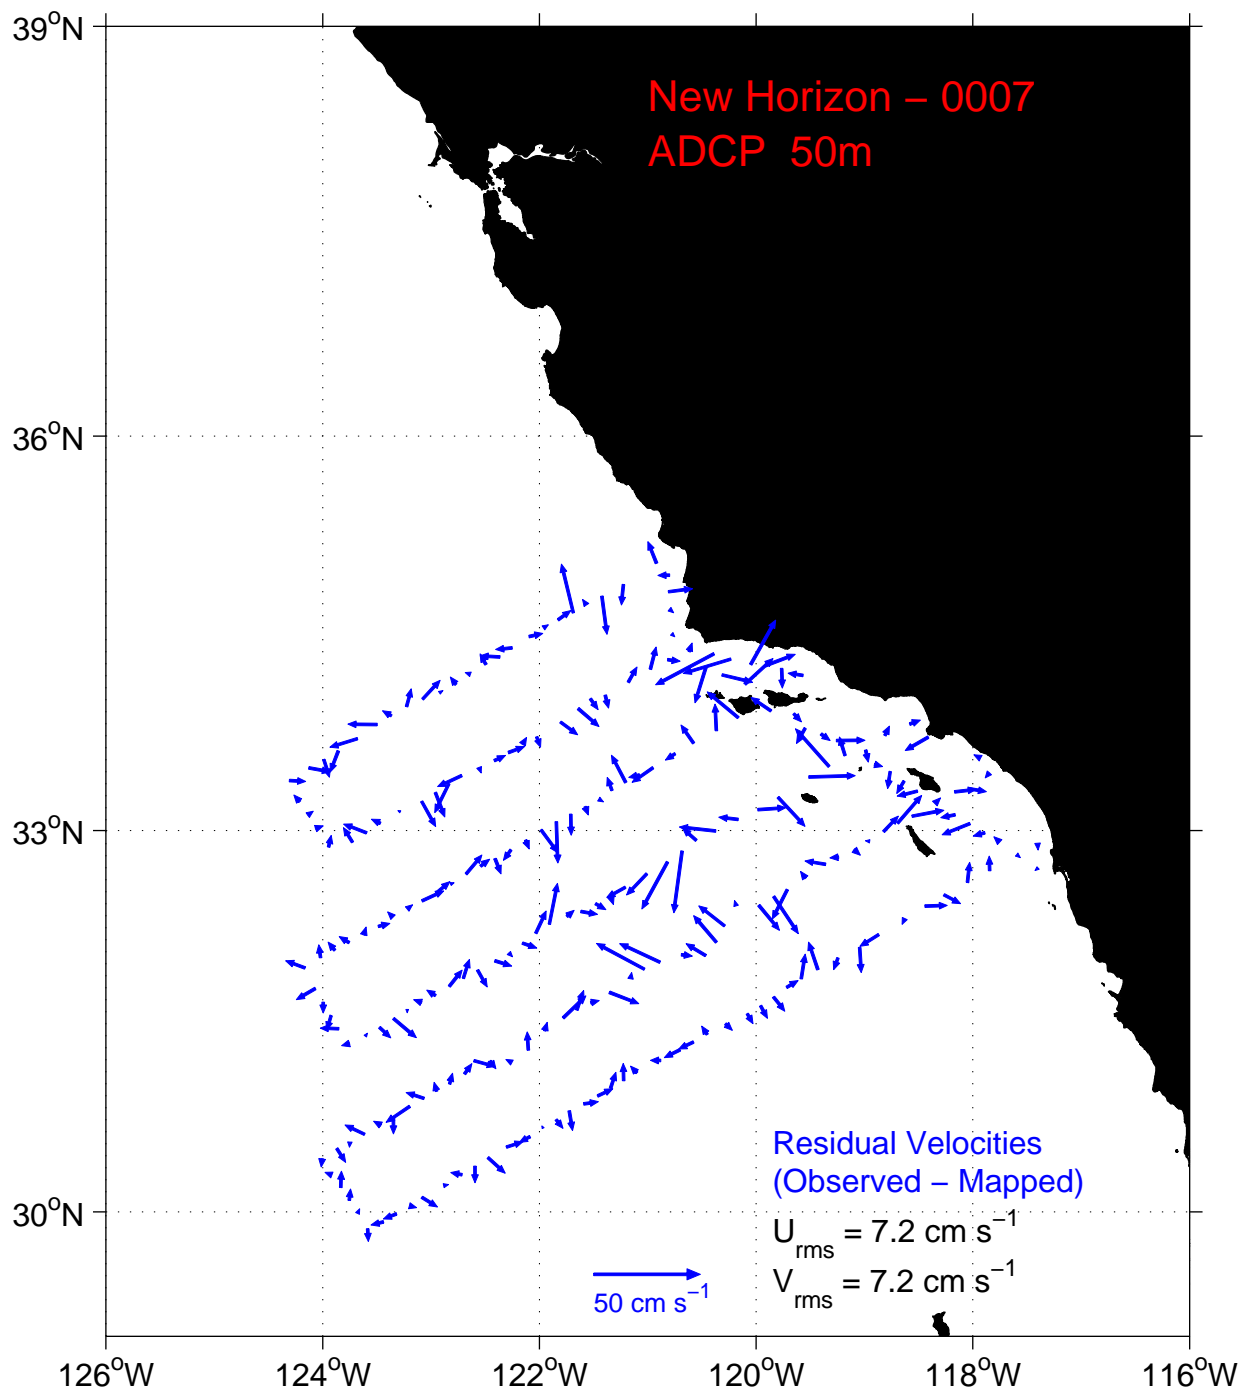 39°N
New Horizon – 0007
ADCP 50m
36°N
33°N
Residual Velocities
(Observed – Mapped)
30°N
U_rms = 7.2 cm s⁻¹
V_rms = 7.2 cm s⁻¹
50 cm s⁻¹
126°W 124°W 122°W 120°W 118°W 116°W